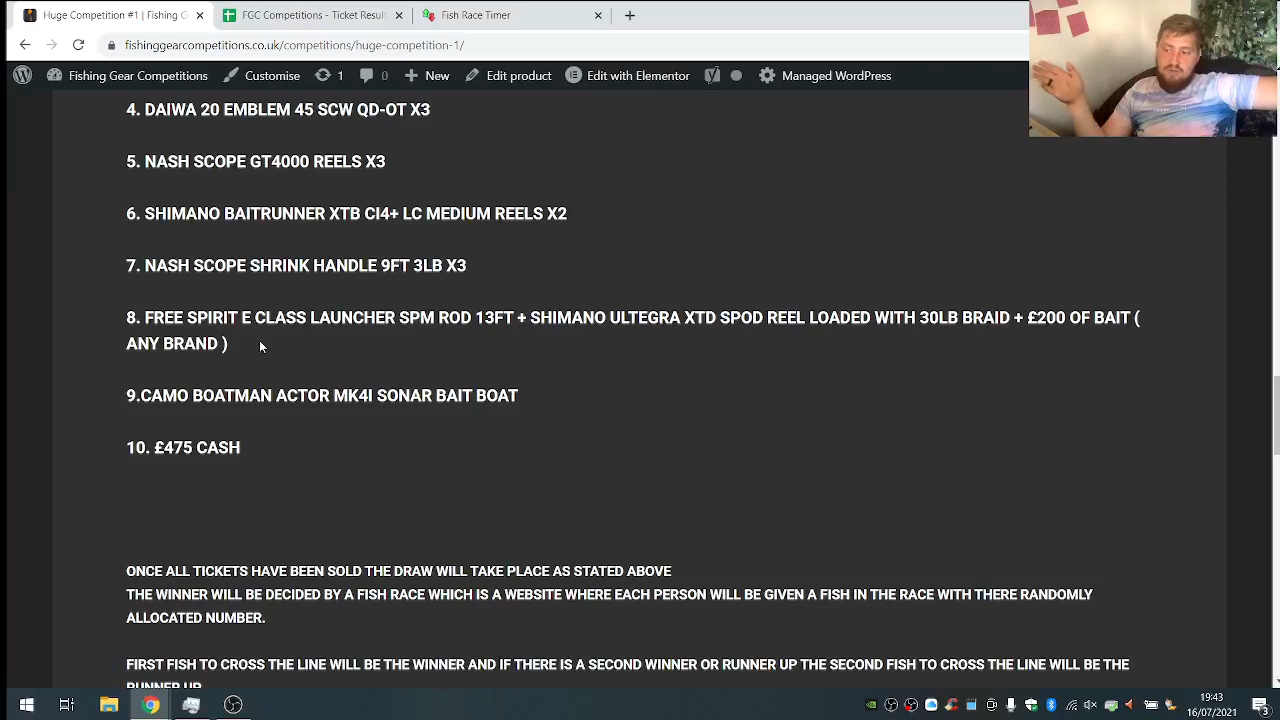 Huge Competition #1 | Fishing G
FGC Competitions - Ticket Result
Fish Race Timer
fishinggearcompetitions.co.uk/competitions/huge-competition-1/
Fishing Gear Competitions Customise 1 0 New Edit product Edit with Elementor Managed WordPress
4. DAIWA 20 EMBLEM 45 SCW QD-OT X3
5. NASH SCOPE GT4000 REELS X3
6. SHIMANO BAITRUNNER XTB CI4+ LC MEDIUM REELS X2
7. NASH SCOPE SHRINK HANDLE 9FT 3LB X3
8. FREE SPIRIT E CLASS LAUNCHER SPM ROD 13FT + SHIMANO ULTEGRA XTD SPOD REEL LOADED WITH 30LB BRAID + £200 OF BAIT (
ANY BRAND )
9.CAMO BOATMAN ACTOR MK4I SONAR BAIT BOAT
10. £475 CASH
ONCE ALL TICKETS HAVE BEEN SOLD THE DRAW WILL TAKE PLACE AS STATED ABOVE
THE WINNER WILL BE DECIDED BY A FISH RACE WHICH IS A WEBSITE WHERE EACH PERSON WILL BE GIVEN A FISH IN THE RACE WITH THERE RANDOMLY
ALLOCATED NUMBER.
FIRST FISH TO CROSS THE LINE WILL BE THE WINNER AND IF THERE IS A SECOND WINNER OR RUNNER UP THE SECOND FISH TO CROSS THE LINE WILL BE THE
RUNNER UP
19:43
16/07/2021
3